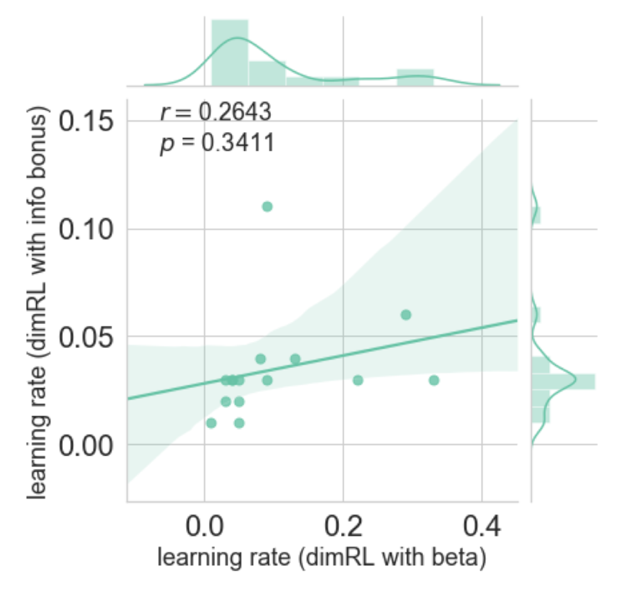 r = 0.2643
p = 0.3411
0.15
0.10
0.05
0.00
learning rate (dimRL with info bonus)
0.0 0.2 0.4
learning rate (dimRL with beta)